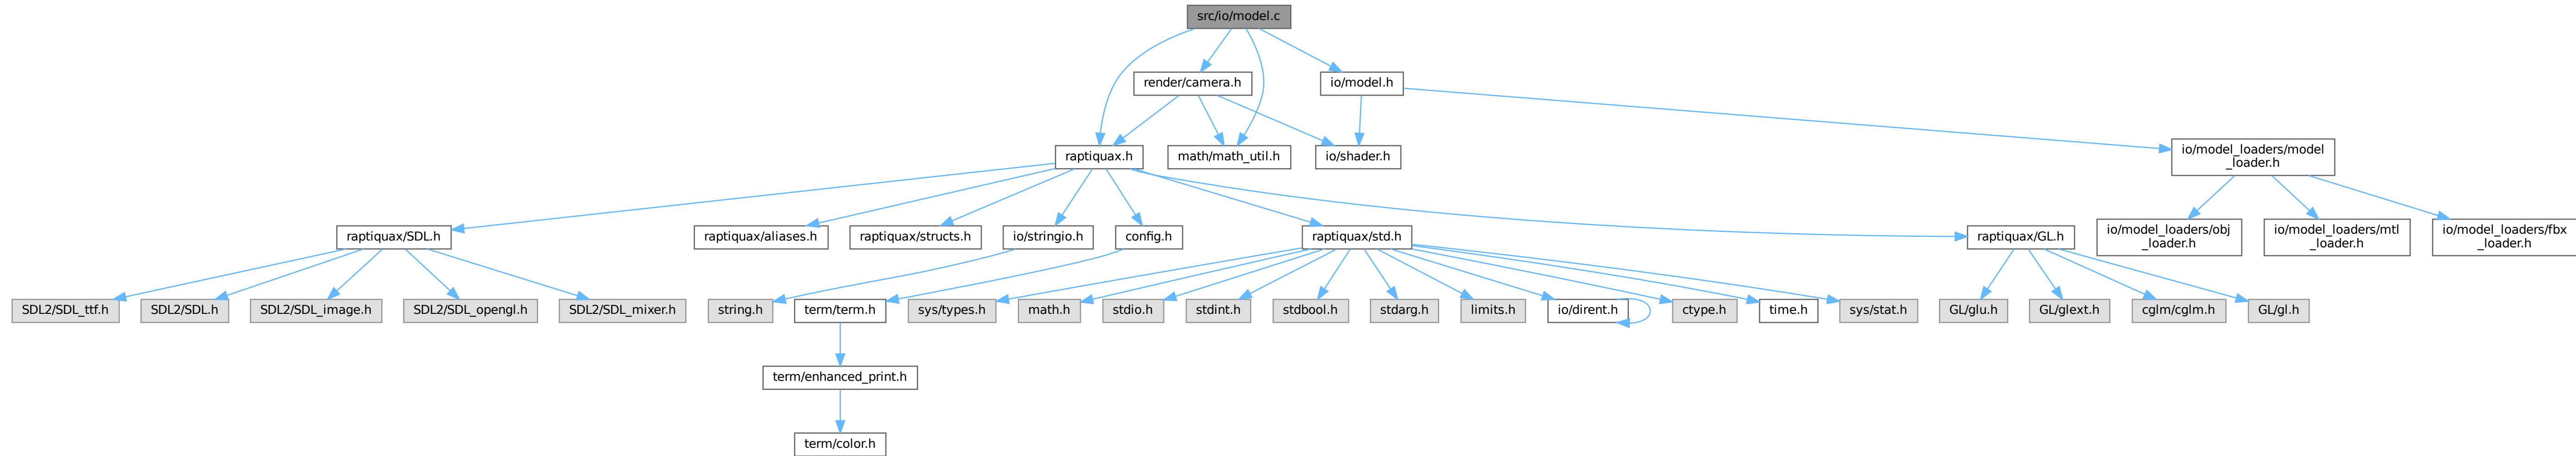 src/io/model.c
render/camera.h
io/model.h
raptiquax.h
math/math_util.h
io/shader.h
io/model_loaders/model
_loader.h
raptiquax/SDL.h
raptiquax/aliases.h
raptiquax/structs.h
io/stringio.h
config.h
raptiquax/std.h
raptiquax/GL.h
io/model_loaders/obj
_loader.h
io/model_loaders/mtl
_loader.h
io/model_loaders/fbx
_loader.h
SDL2/SDL_ttf.h
SDL2/SDL.h
SDL2/SDL_image.h
SDL2/SDL_opengl.h
SDL2/SDL_mixer.h
string.h
term/term.h
sys/types.h
math.h
stdio.h
stdint.h
stdbool.h
stdarg.h
limits.h
io/dirent.h
ctype.h
time.h
sys/stat.h
GL/glu.h
GL/glext.h
cglm/cglm.h
GL/gl.h
term/enhanced_print.h
term/color.h